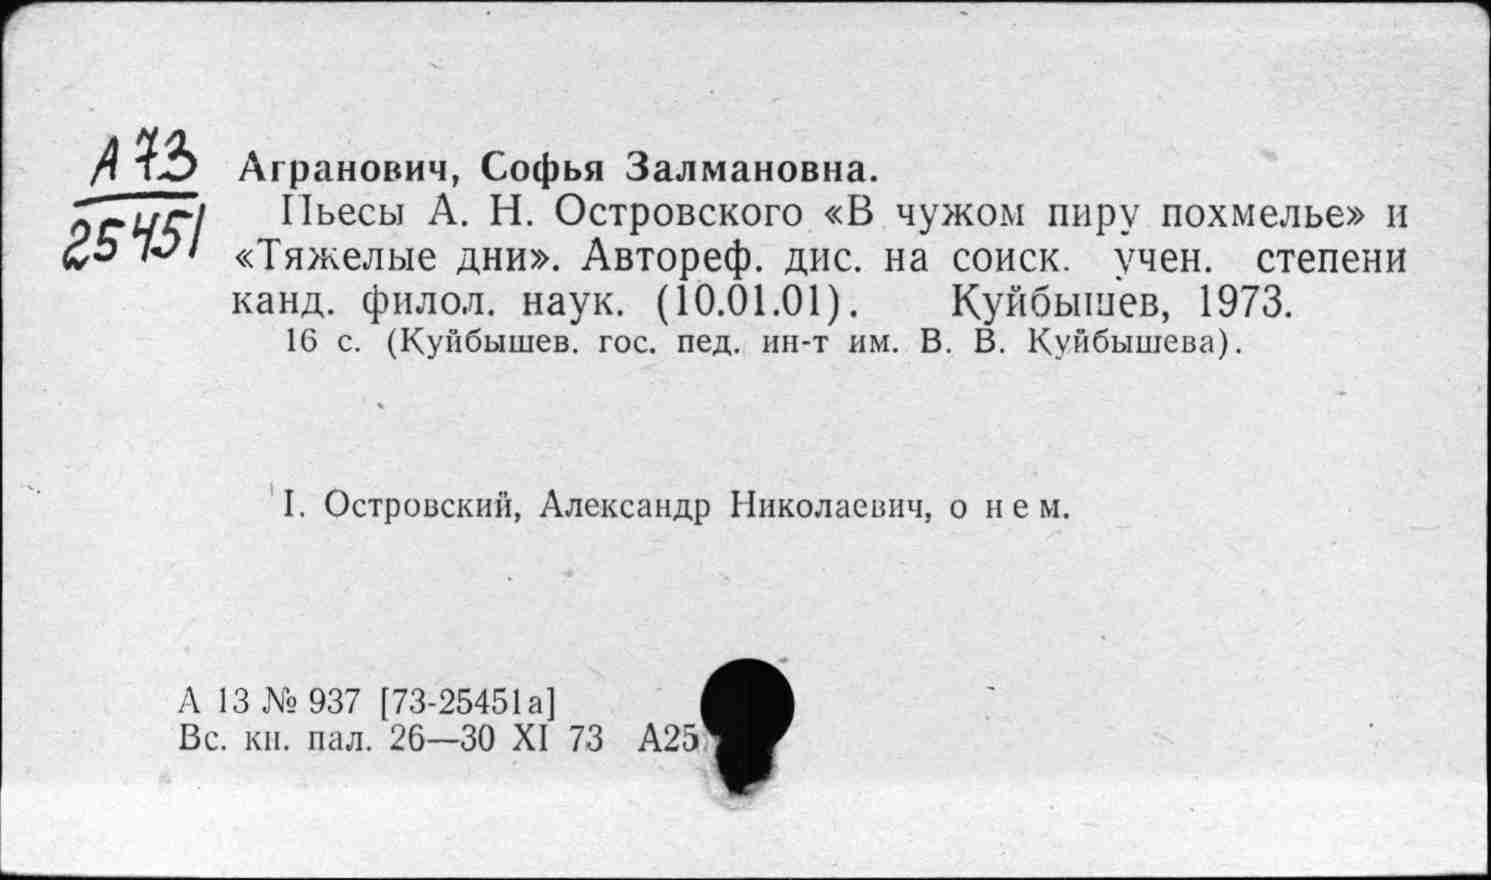 А73
25451
Агранович, Софья Залмановна.
Пьесы А. Н. Островского «В чужом пиру похмелье» и
«Тяжелые дни». Автореф. дис. на соиск. учен. степени
канд. филол. наук. (10.01.01). Куйбышев, 1973.
16 с. (Куйбышев. гос. пед. ин-т им. В. В. Куйбышева).
I. Островский, Александр Николаевич, о нем.
А 13 № 937 [73-25451а]
Вс. кн. пал. 26—30 XI 73 А25